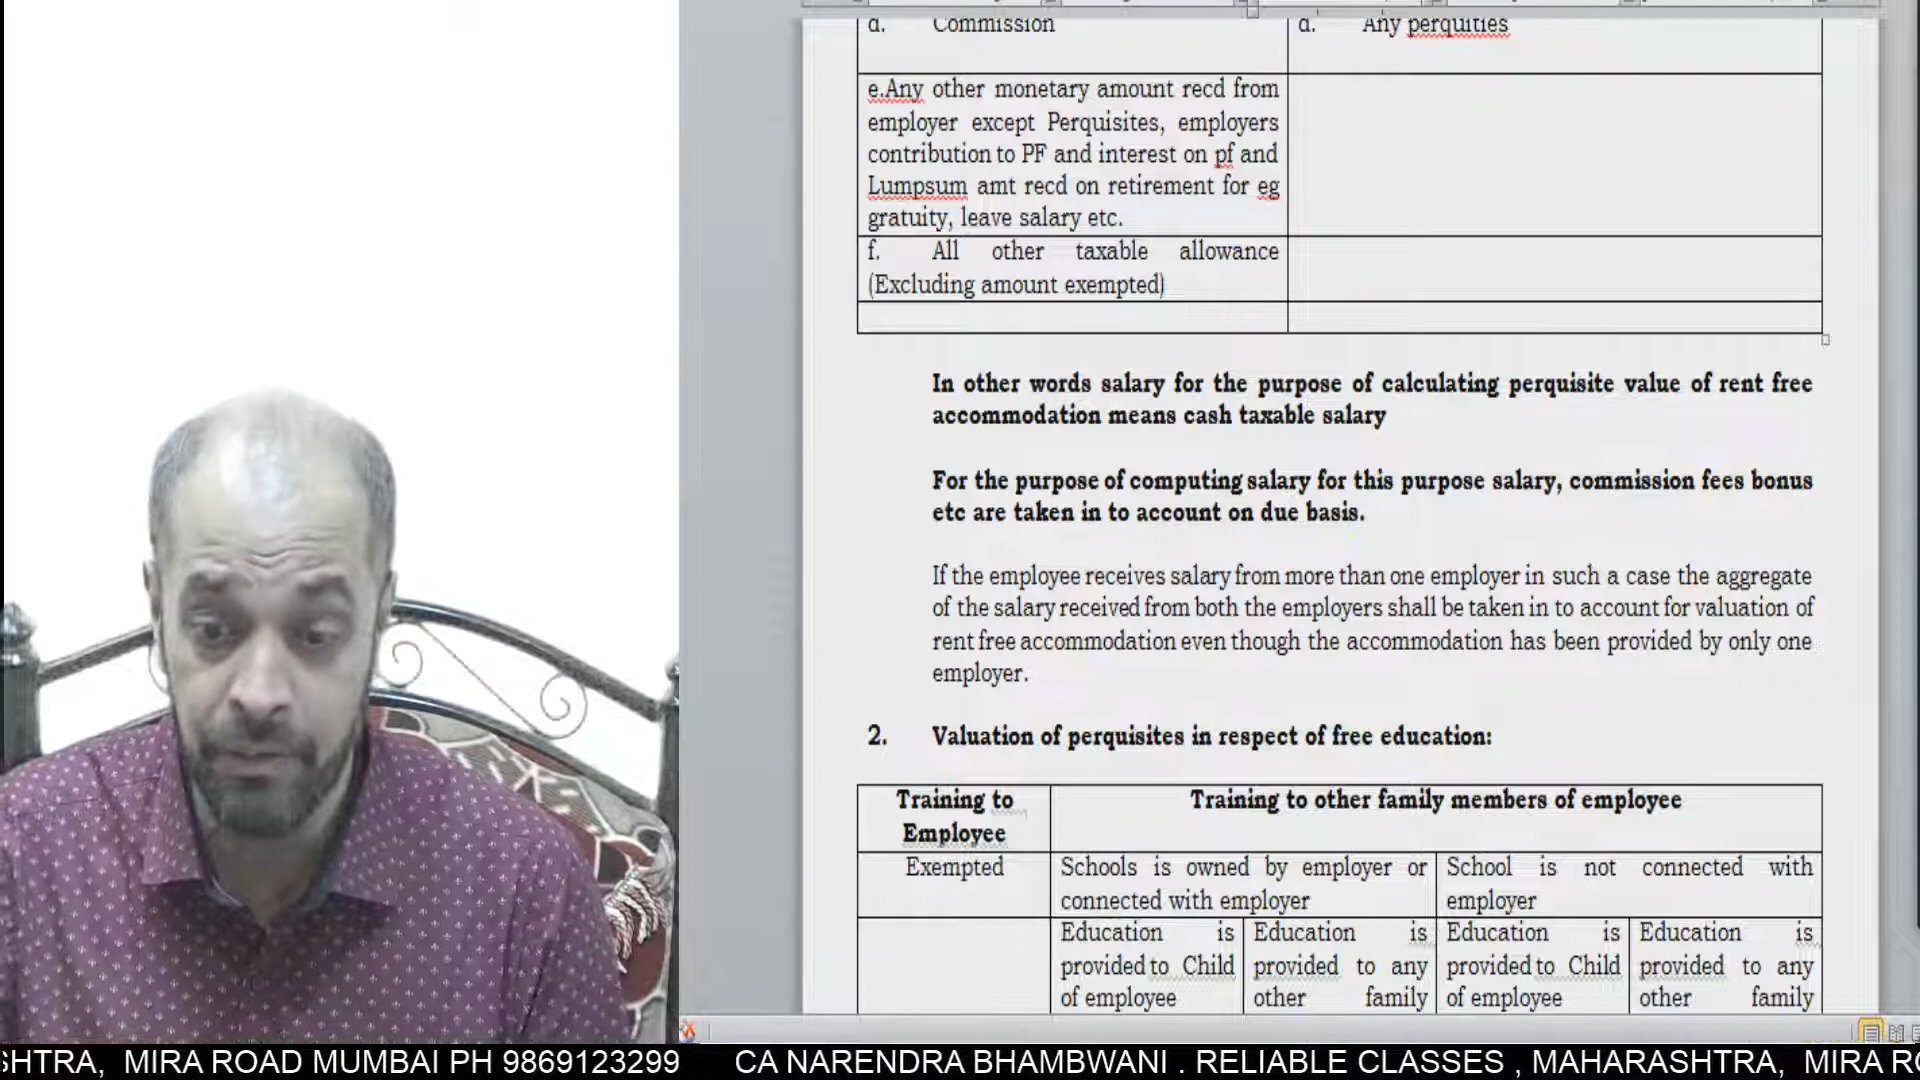 d. Commission
d. Any perquities
e.Any other monetary amount recd from
employer except Perquisites, employers
contribution to PF and interest on pf and
Lumpsum amt recd on retirement for eg
gratuity, leave salary etc.
f. All other taxable allowance
(Excluding amount exempted)
In other words salary for the purpose of calculating perquisite value of rent free
accommodation means cash taxable salary
For the purpose of computing salary for this purpose salary, commission fees bonus
etc are taken in to account on due basis.
If the employee receives salary from more than one employer in such a case the aggregate
of the salary received from both the employers shall be taken in to account for valuation of
rent free accommodation even though the accommodation has been provided by only one
employer.
2. Valuation of perquisites in respect of free education:
Training to
Employee
Training to other family members of employee
Exempted
Schools is owned by employer or
connected with employer
School is not connected with
employer
Education is
provided to Child
of employee
Education is
provided to any
other family
Education is
provided to Child
of employee
Education is
provided to any
other family
SHTRA, MIRA ROAD MUMBAI PH 9869123299 CA NARENDRA BHAMBWANI . RELIABLE CLASSES , MAHARASHTRA, MIRA RO